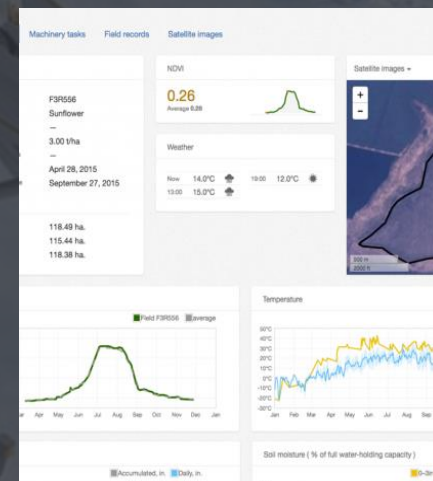 Machinery tasks Field records Satellite images
F3R556
Sunflower
—
3.00 t/ha
—
April 28, 2015
September 27, 2015
118.49 ha.
115.44 ha.
118.38 ha.
NDVI
0.26
Average 0.28
Weather
Now 14.0°C 19:00 12.0°C
13:00 15.0°C
Satellite images
+
−
500 m
2000 ft
Field F3R556 average
Apr May Jun Jul Aug Sep Oct Nov Dec Jan
Temperature
50°C
40°C
30°C
20°C
10°C
0°C
-10°C
-20°C
Jan Feb Mar Apr May Jun Jul Aug Sep
Accumulated, in. Daily, in.
Soil moisture ( % of full water-holding capacity )